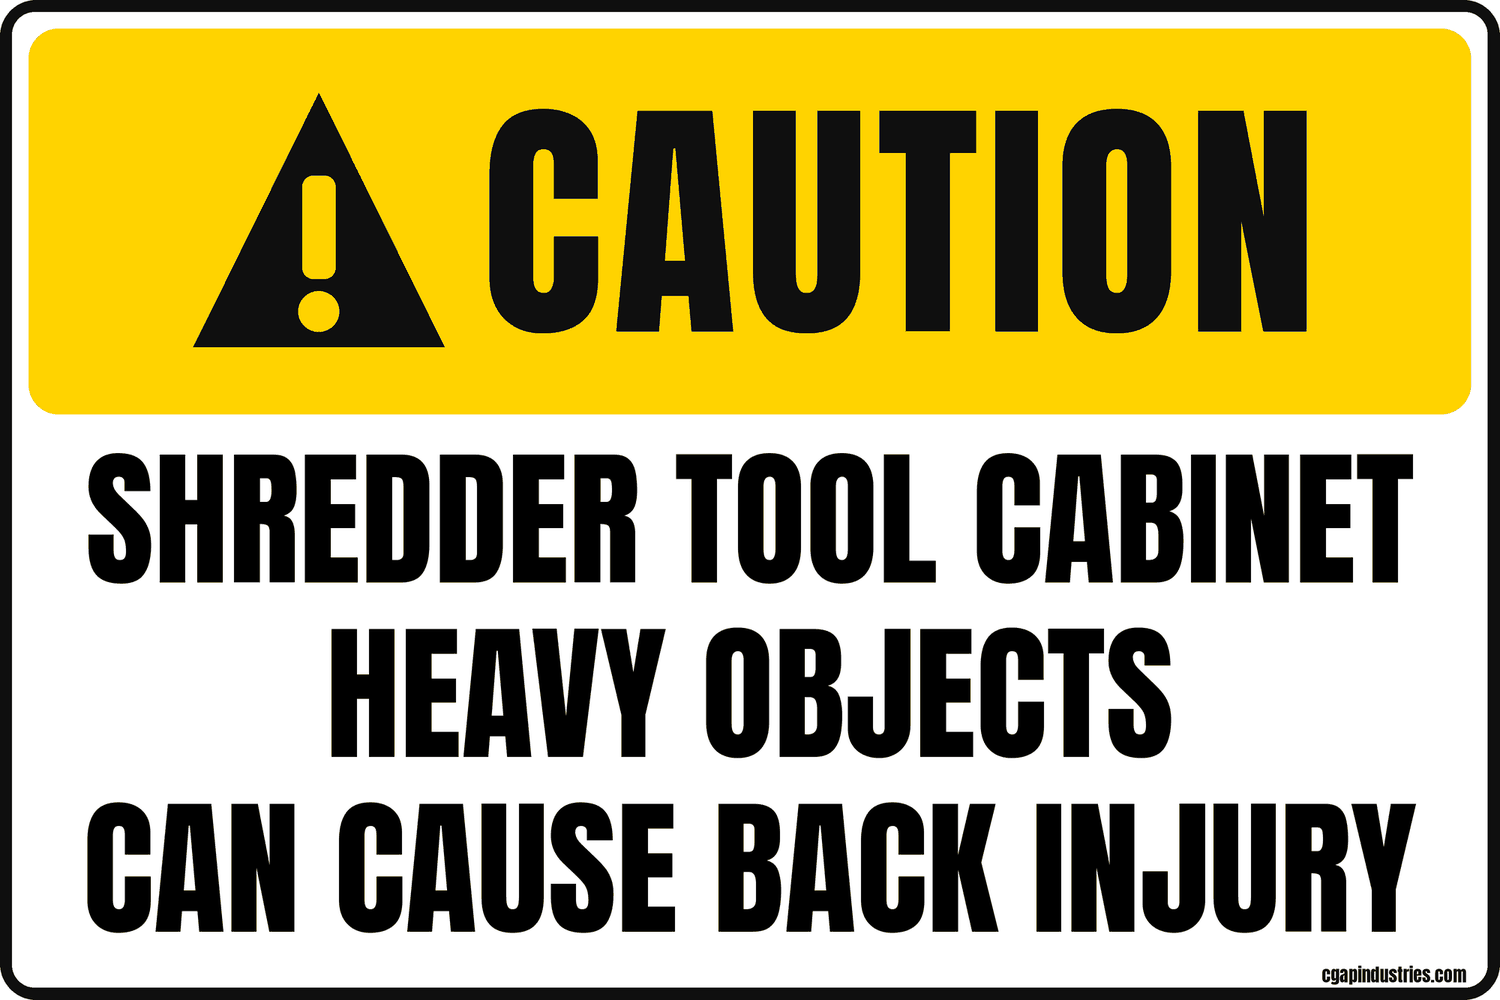 CAUTION
SHREDDER TOOL CABINET
HEAVY OBJECTS
CAN CAUSE BACK INJURY
cgapindustries.com